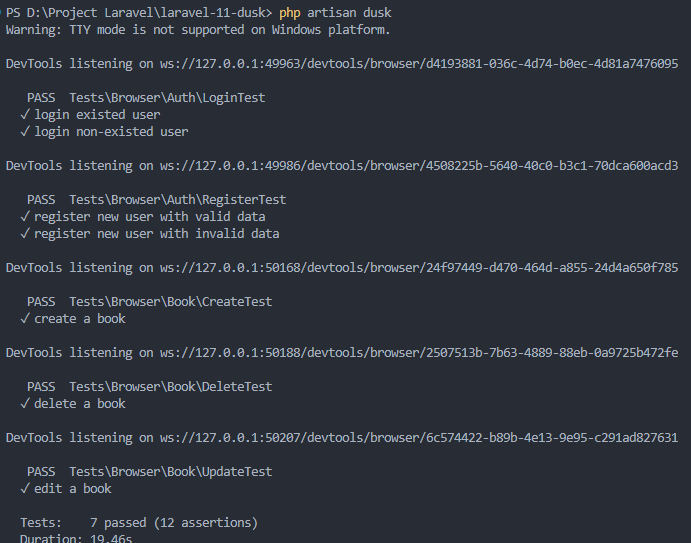 PS D:\Project Laravel\laravel-11-dusk> php artisan dusk
Warning: TTY mode is not supported on Windows platform.
DevTools listening on ws://127.0.0.1:49963/devtools/browser/d4193881-036c-4d74-b0ec-4d81a7476095
PASS  Tests\Browser\Auth\LoginTest
✓ login existed user
✓ login non-existed user
DevTools listening on ws://127.0.0.1:49986/devtools/browser/4508225b-5640-40c0-b3c1-70dca600acd3
PASS  Tests\Browser\Auth\RegisterTest
✓ register new user with valid data
✓ register new user with invalid data
DevTools listening on ws://127.0.0.1:50168/devtools/browser/24f97449-d470-464d-a855-24d4a650f785
PASS  Tests\Browser\Book\CreateTest
✓ create a book
DevTools listening on ws://127.0.0.1:50188/devtools/browser/2507513b-7b63-4889-88eb-0a9725b472fe
PASS  Tests\Browser\Book\DeleteTest
✓ delete a book
DevTools listening on ws://127.0.0.1:50207/devtools/browser/6c574422-b89b-4e13-9e95-c291ad827631
PASS  Tests\Browser\Book\UpdateTest
✓ edit a book
Tests:    7 passed (12 assertions)
Duration: 19.46s